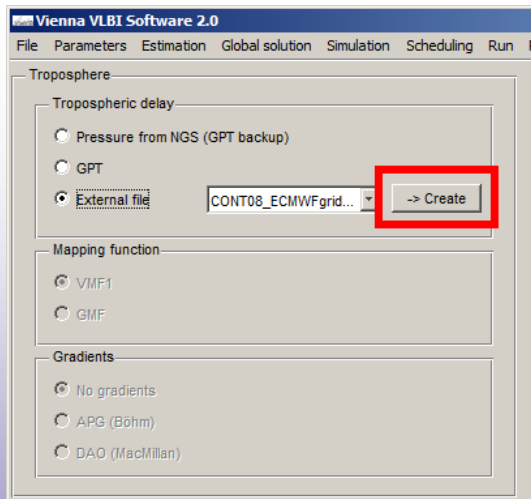 Vienna VLBI Software 2.0
File Parameters Estimation Global solution Simulation Scheduling Run
Troposphere
Tropospheric delay
Pressure from NGS (GPT backup)
GPT
External file CONT08_ECMWFgrid... -> Create
Mapping function
VMF1
GMF
Gradients
No gradients
APG (Böhm)
DAO (MacMillan)